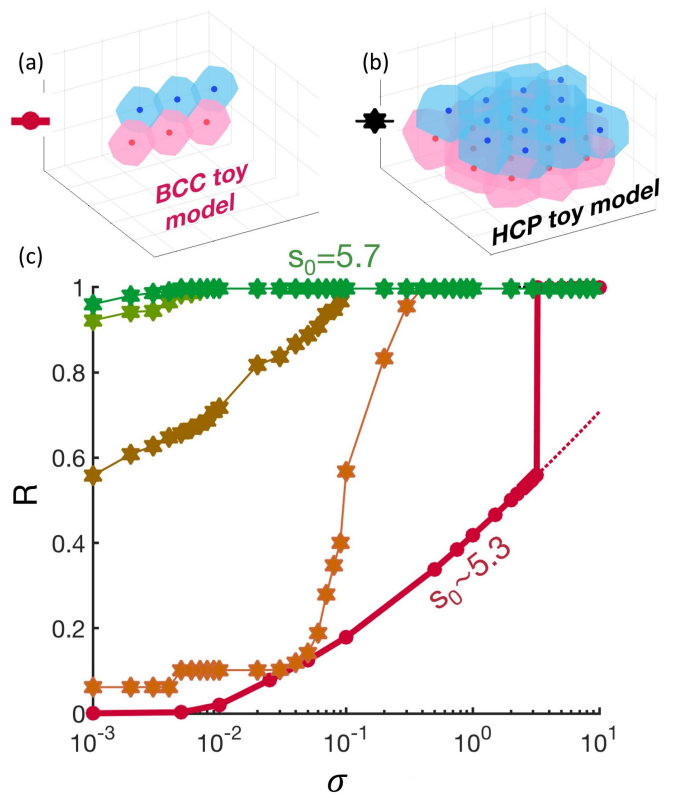 (a)
BCC toy
model
(b)
HCP toy model
(c)
s₀=5.7
1
0.8
0.6
0.4
0.2
0
R
s₀~5.3
10⁻³
10⁻²
10⁻¹
10⁰
10¹
σ